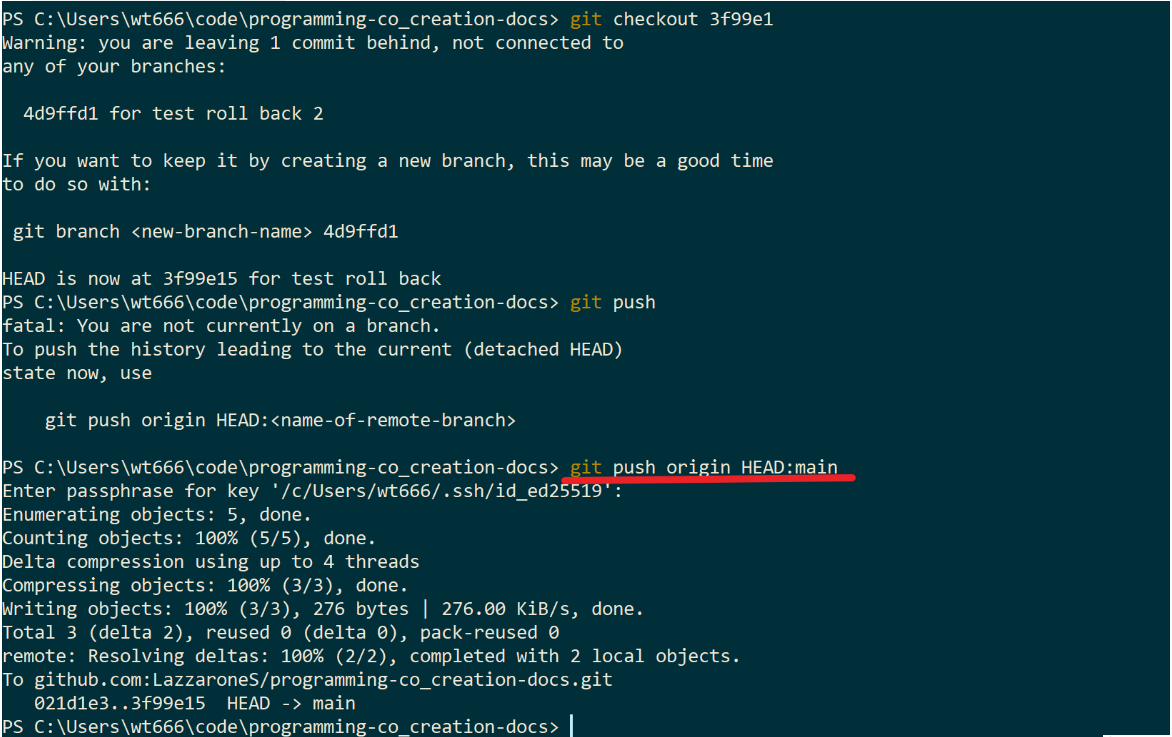 PS C:\Users\wt666\code\programming-co_creation-docs> git checkout 3f99e1
Warning: you are leaving 1 commit behind, not connected to
any of your branches:
4d9ffd1 for test roll back 2
If you want to keep it by creating a new branch, this may be a good time
to do so with:
git branch <new-branch-name> 4d9ffd1
HEAD is now at 3f99e15 for test roll back
PS C:\Users\wt666\code\programming-co_creation-docs> git push
fatal: You are not currently on a branch.
To push the history leading to the current (detached HEAD)
state now, use
git push origin HEAD:<name-of-remote-branch>
PS C:\Users\wt666\code\programming-co_creation-docs> git push origin HEAD:main
Enter passphrase for key '/c/Users/wt666/.ssh/id_ed25519':
Enumerating objects: 5, done.
Counting objects: 100% (5/5), done.
Delta compression using up to 4 threads
Compressing objects: 100% (3/3), done.
Writing objects: 100% (3/3), 276 bytes | 276.00 KiB/s, done.
Total 3 (delta 2), reused 0 (delta 0), pack-reused 0
remote: Resolving deltas: 100% (2/2), completed with 2 local objects.
To github.com:LazzaroneS/programming-co_creation-docs.git
021d1e3..3f99e15  HEAD -> main
PS C:\Users\wt666\code\programming-co_creation-docs>